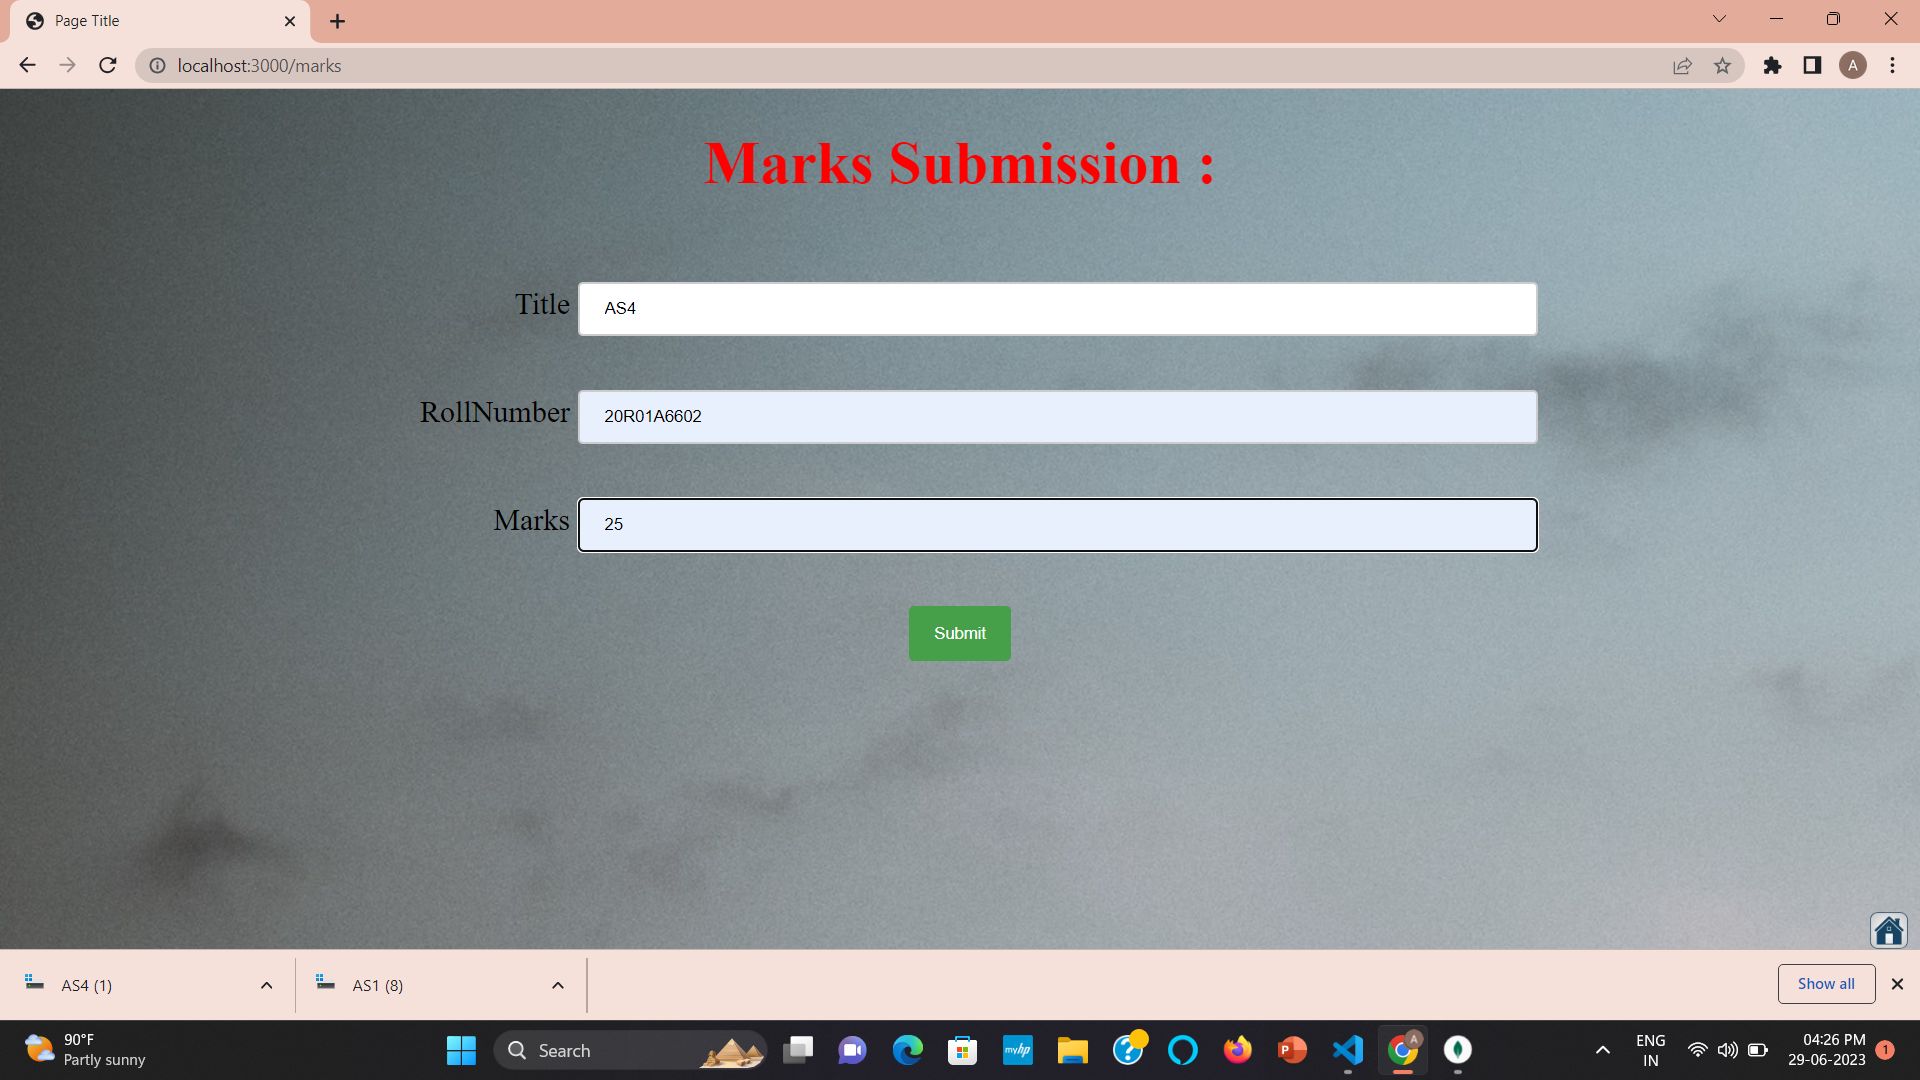 Page Title
localhost:3000/marks
A
Marks Submission :
Title
AS4
RollNumber
20R01A6602
Marks
25
Submit
AS4 (1)
AS1 (8)
Show all
90°F
Partly sunny
Search
myhp
P
A
ENG
IN
04:26 PM
29-06-2023
1